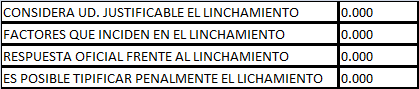 CONSIDERA UD. JUSTIFICABLE EL LINCHAMIENTO 0.000
FACTORES QUE INCIDEN EN EL LINCHAMIENTO 0.000
RESPUESTA OFICIAL FRENTE AL LINCHAMIENTO 0.000
ES POSIBLE TIPIFICAR PENALMENTE EL LICHAMIENTO 0.000